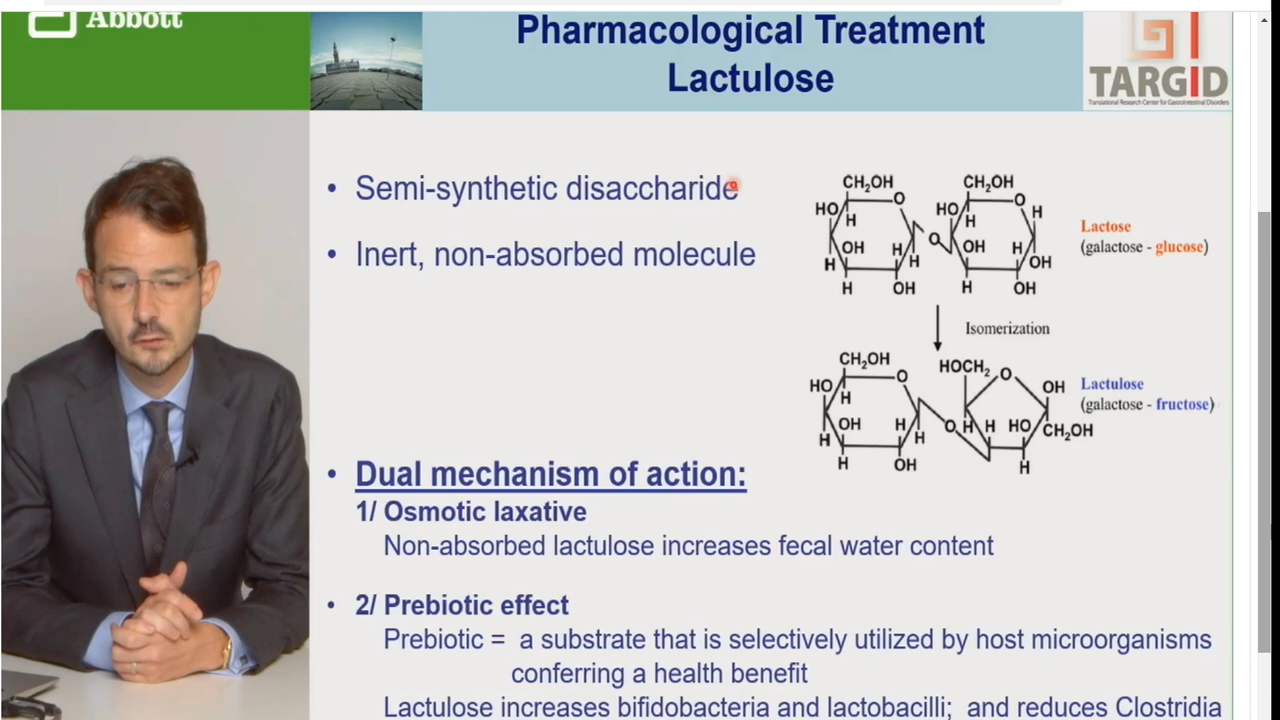 Abbott
Pharmacological Treatment
Lactulose
TARGID
Translational Research Center for Gastrointestinal Disorders
• Semi-synthetic disaccharide
• Inert, non-absorbed molecule
CH₂OH CH₂OH
HO O HO O H
H H
OH H O OH H
H H OH
H OH H OH
Lactose
(galactose - glucose)
Isomerization
CH₂OH HOCH₂ O
HO O OH
H
OH H O H H HO CH₂OH
H H
H OH H
Lactulose
(galactose - fructose)
• Dual mechanism of action:
1/ Osmotic laxative
Non-absorbed lactulose increases fecal water content
• 2/ Prebiotic effect
Prebiotic = a substrate that is selectively utilized by host microorganisms
conferring a health benefit
Lactulose increases bifidobacteria and lactobacilli; and reduces Clostridia